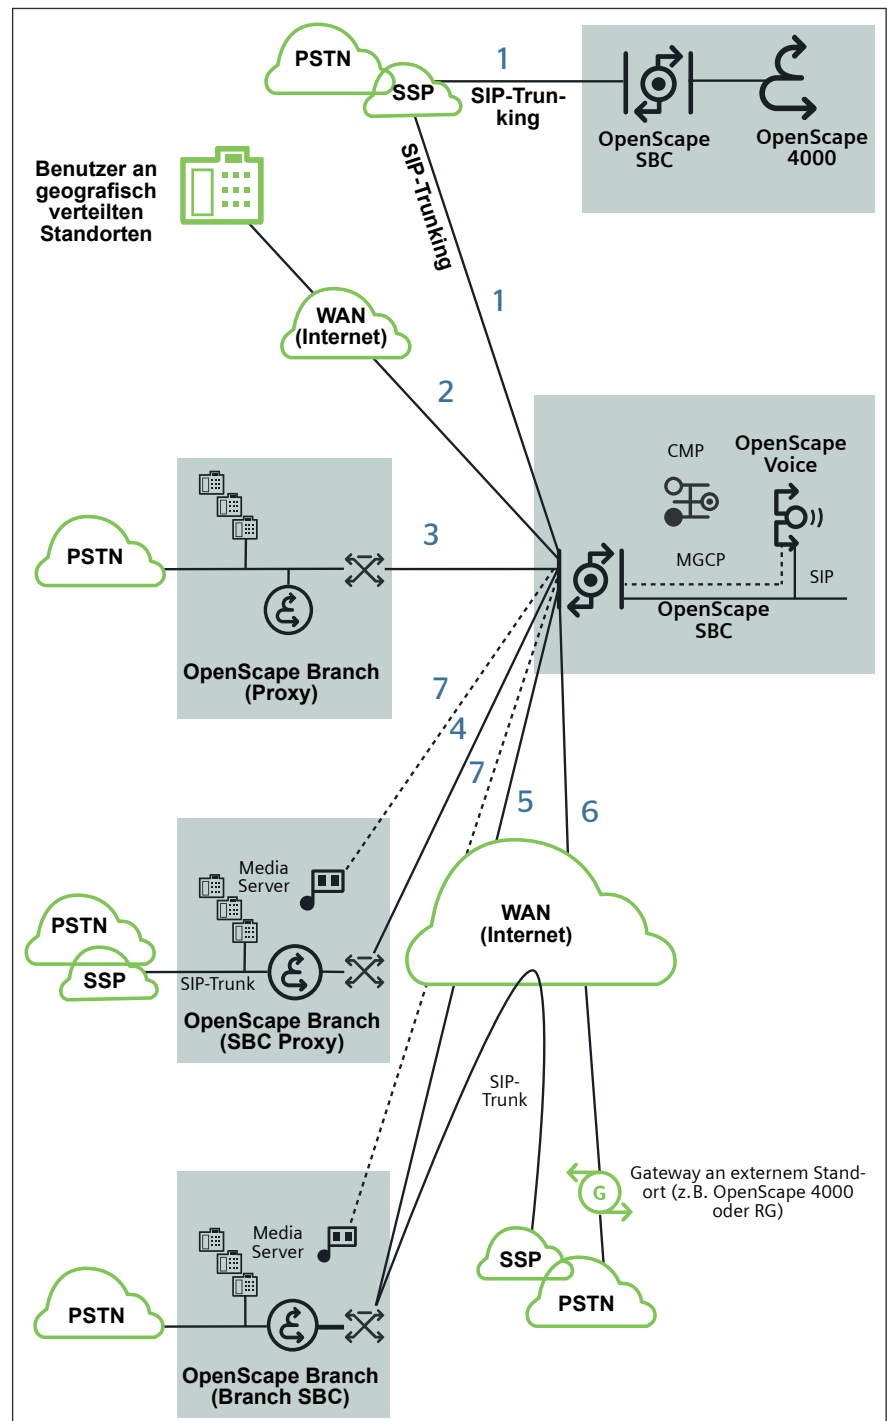 PSTN
SSP
1
SIP-Trun-
king
OpenScape
SBC
OpenScape
4000
Benutzer an
geografisch
verteilten
Standorten
SIP-Trunking
1
WAN
(Internet)
2
CMP
OpenScape
Voice
MGCP
SIP
OpenScape
SBC
PSTN
3
OpenScape Branch
(Proxy)
7
4
7
5
6
Media
Server
PSTN
SSP
SIP-Trunk
OpenScape Branch
(SBC Proxy)
WAN
(Internet)
SIP-
Trunk
G
Gateway an externem Stand-
ort (z.B. OpenScape 4000
oder RG)
Media
Server
SSP
PSTN
PSTN
OpenScape Branch
(Branch SBC)